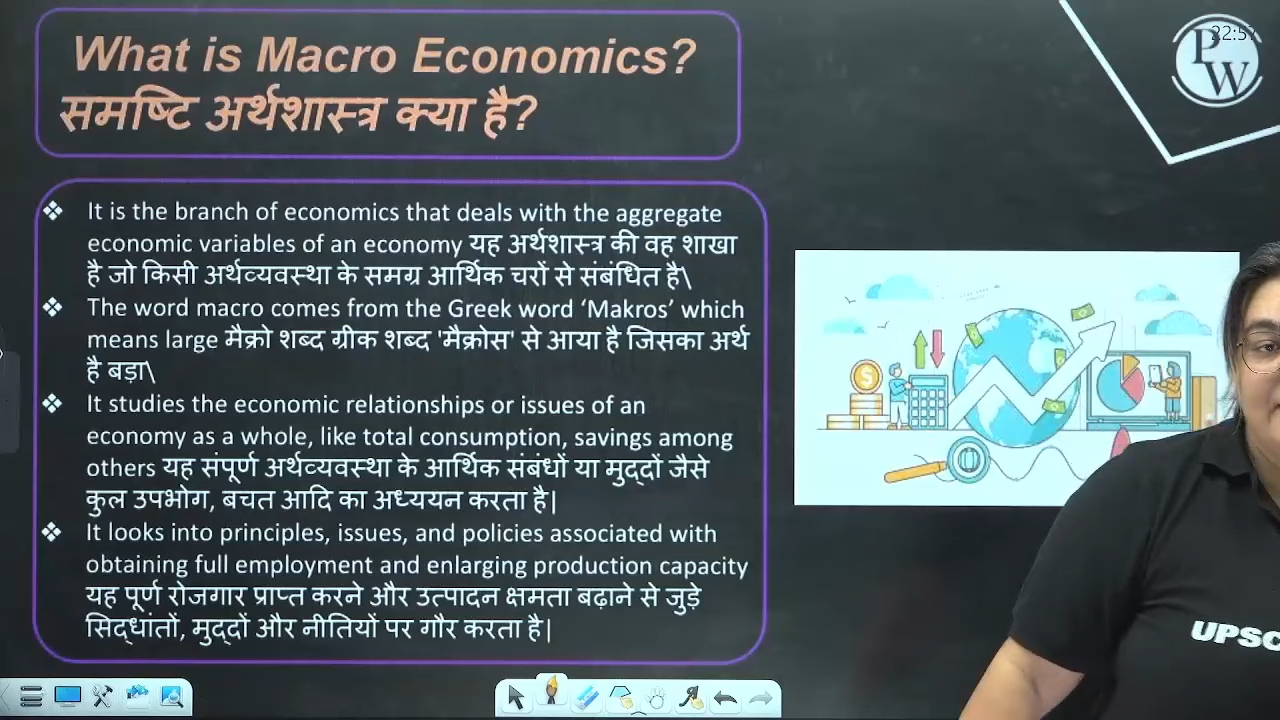 What is Macro Economics?
समष्टि अर्थशास्त्र क्या है?
PW
It is the branch of economics that deals with the aggregate
economic variables of an economy यह अर्थशास्त्र की वह शाखा
है जो किसी अर्थव्यवस्था के समग्र आर्थिक चरों से संबंधित है\
The word macro comes from the Greek word ‘Makros’ which
means large मैक्रो शब्द ग्रीक शब्द 'मैक्रोस' से आया है जिसका अर्थ
है बड़ा\
It studies the economic relationships or issues of an
economy as a whole, like total consumption, savings among
others यह संपूर्ण अर्थव्यवस्था के आर्थिक संबंधों या मुद्दों जैसे
कुल उपभोग, बचत आदि का अध्ययन करता है|
It looks into principles, issues, and policies associated with
obtaining full employment and enlarging production capacity
यह पूर्ण रोजगार प्राप्त करने और उत्पादन क्षमता बढ़ाने से जुड़े
सिद्धांतों, मुद्दों और नीतियों पर गौर करता है|
UPSC